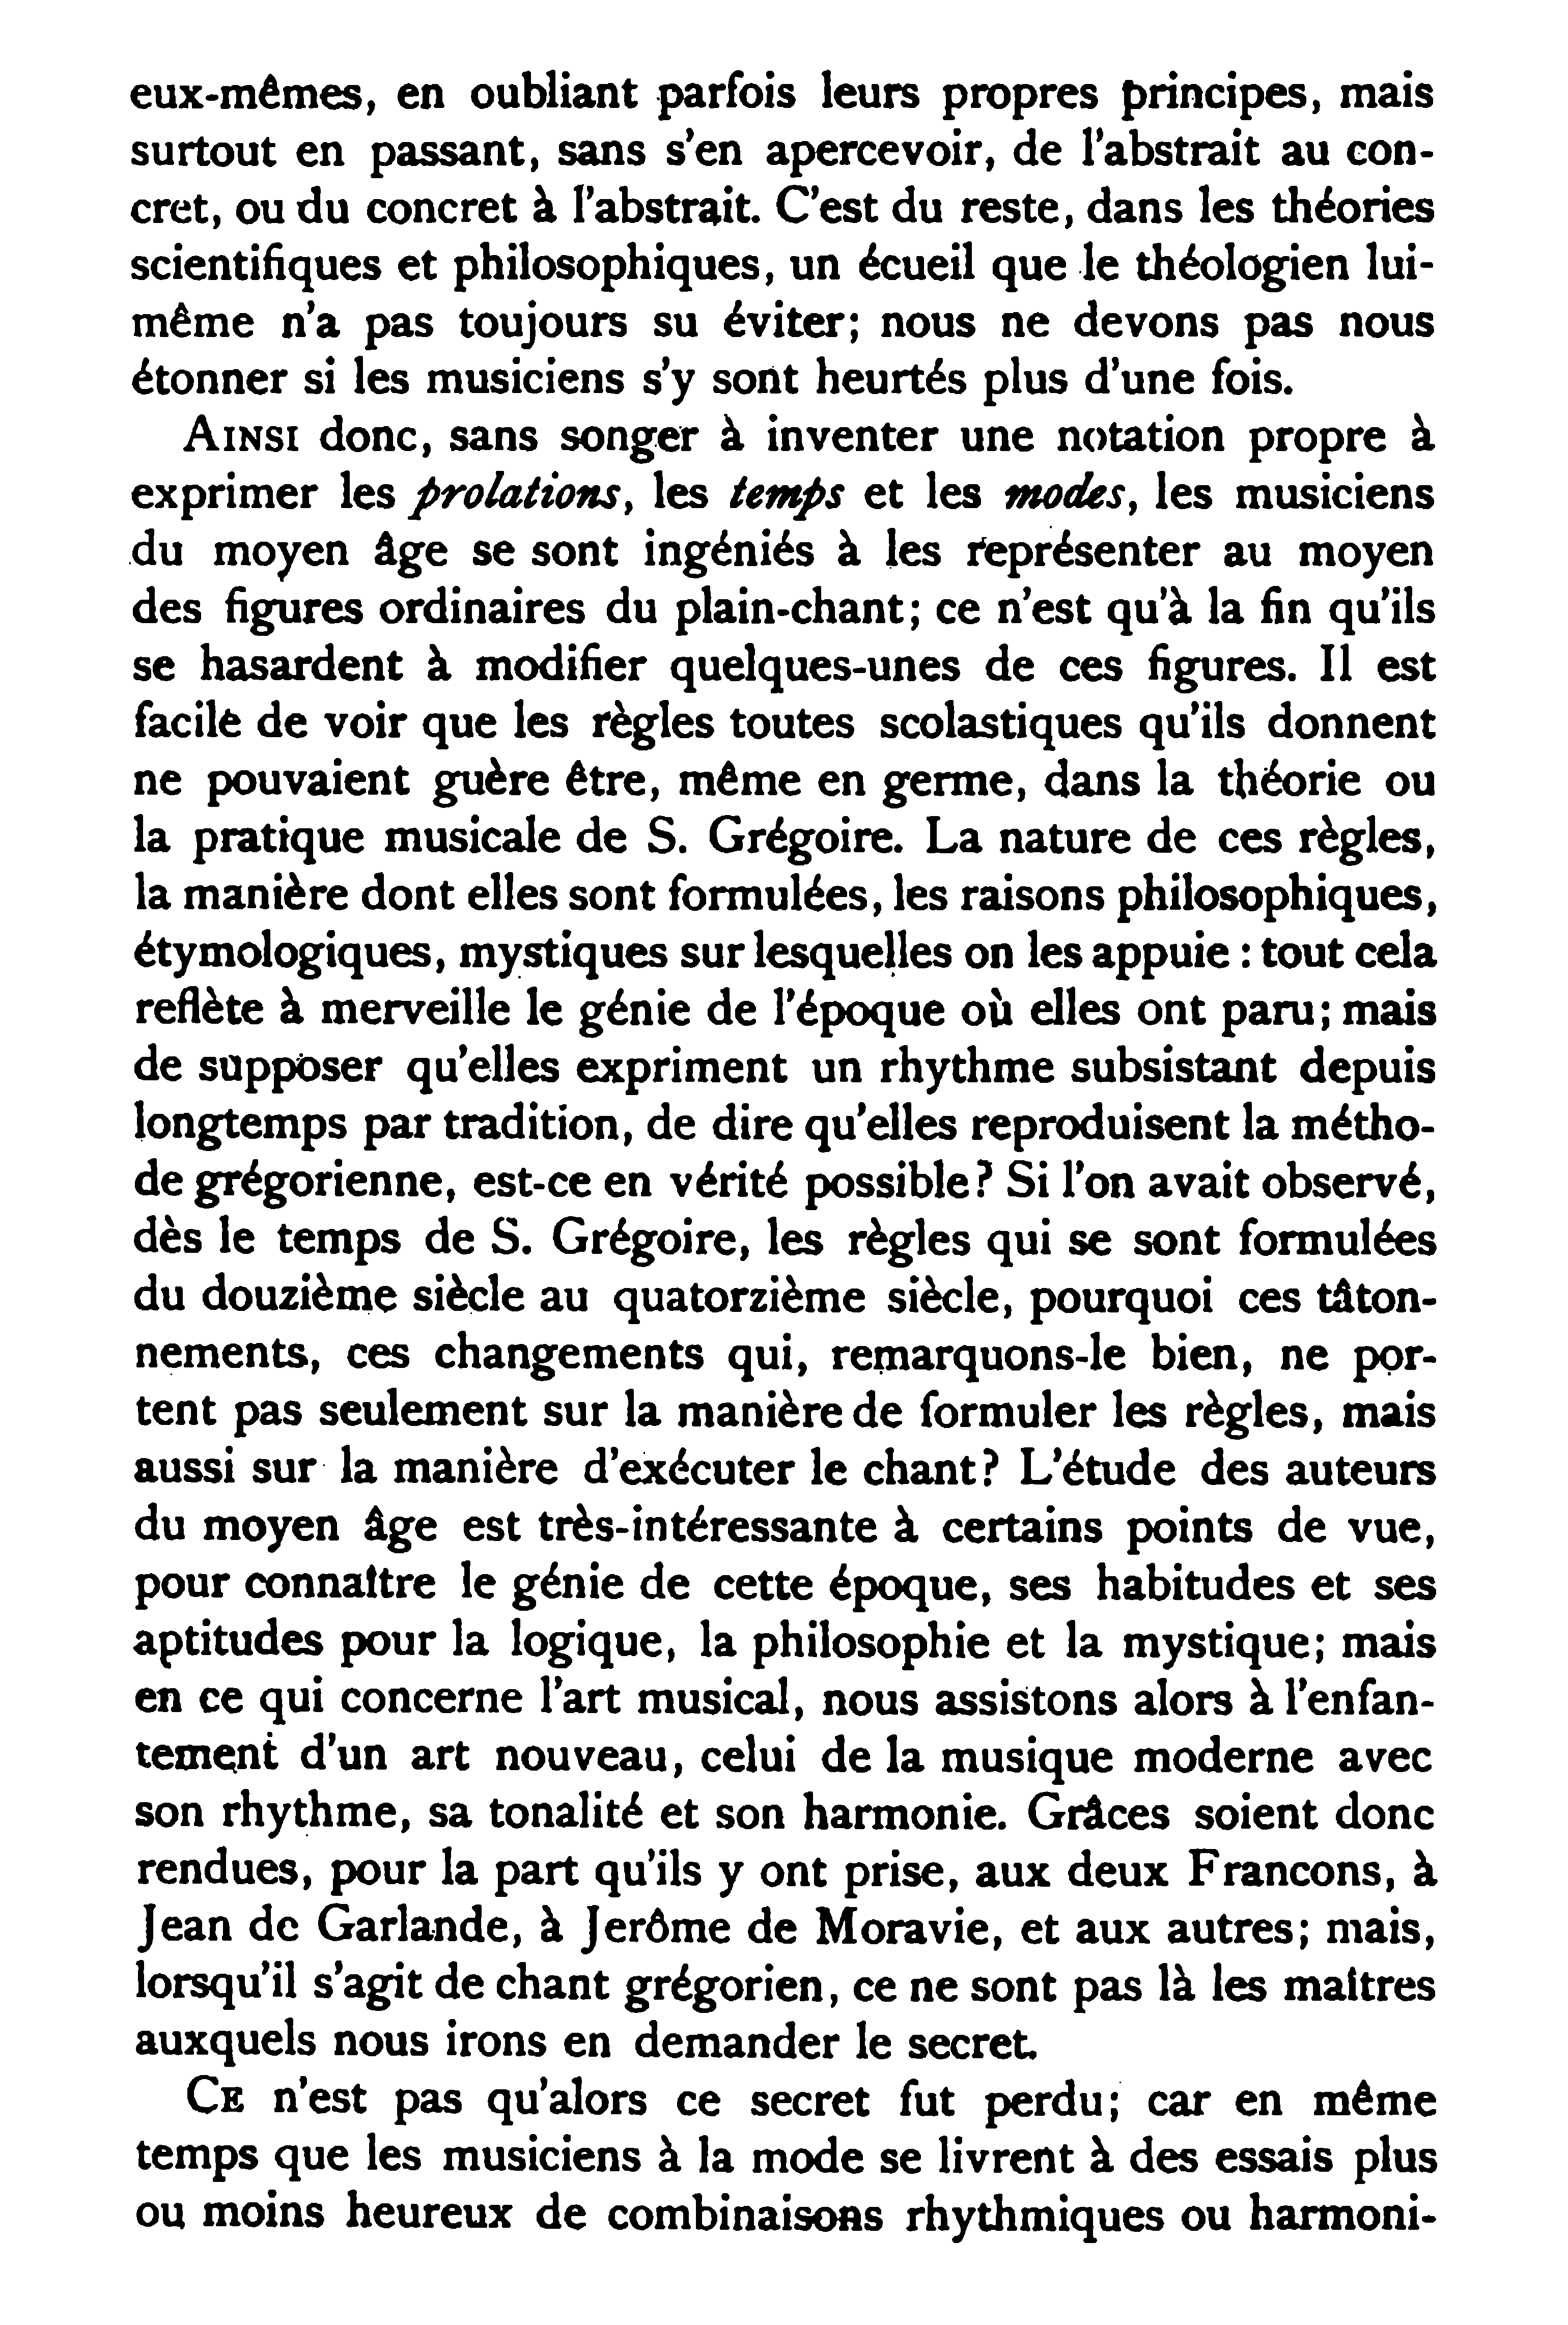 eux-mêmes, en oubliant parfois leurs propres principes, mais
surtout en passant, sans s'en apercevoir, de l'abstrait au con-
cret, ou du concret à l'abstrait. C'est du reste, dans les théories
scientifiques et philosophiques, un écueil que le théologien lui-
même n'a pas toujours su éviter; nous ne devons pas nous
étonner si les musiciens s'y sont heurtés plus d'une fois.
AINSI donc, sans songer à inventer une notation propre à
exprimer les prolations, les temps et les modes, les musiciens
du moyen âge se sont ingéniés à les représenter au moyen
des figures ordinaires du plain-chant; ce n'est qu'à la fin qu'ils
se hasardent à modifier quelques-unes de ces figures. Il est
facile de voir que les règles toutes scolastiques qu'ils donnent
ne pouvaient guère être, même en germe, dans la théorie ou
la pratique musicale de S. Grégoire. La nature de ces règles,
la manière dont elles sont formulées, les raisons philosophiques,
étymologiques, mystiques sur lesquelles on les appuie : tout cela
reflète à merveille le génie de l'époque où elles ont paru; mais
de supposer qu'elles expriment un rhythme subsistant depuis
longtemps par tradition, de dire qu'elles reproduisent la métho-
de grégorienne, est-ce en vérité possible? Si l'on avait observé,
dès le temps de S. Grégoire, les règles qui se sont formulées
du douzième siècle au quatorzième siècle, pourquoi ces tâton-
nements, ces changements qui, remarquons-le bien, ne por-
tent pas seulement sur la manière de formuler les règles, mais
aussi sur la manière d'exécuter le chant? L'étude des auteurs
du moyen âge est très-intéressante à certains points de vue,
pour connaître le génie de cette époque, ses habitudes et ses
aptitudes pour la logique, la philosophie et la mystique; mais
en ce qui concerne l'art musical, nous assistons alors à l'enfan-
tement d'un art nouveau, celui de la musique moderne avec
son rhythme, sa tonalité et son harmonie. Grâces soient donc
rendues, pour la part qu'ils y ont prise, aux deux Francons, à
Jean de Garlande, à Jerôme de Moravie, et aux autres; mais,
lorsqu'il s'agit de chant grégorien, ce ne sont pas là les maîtres
auxquels nous irons en demander le secret.
CE n'est pas qu'alors ce secret fut perdu; car en même
temps que les musiciens à la mode se livrent à des essais plus
ou moins heureux de combinaisons rhythmiques ou harmoni-